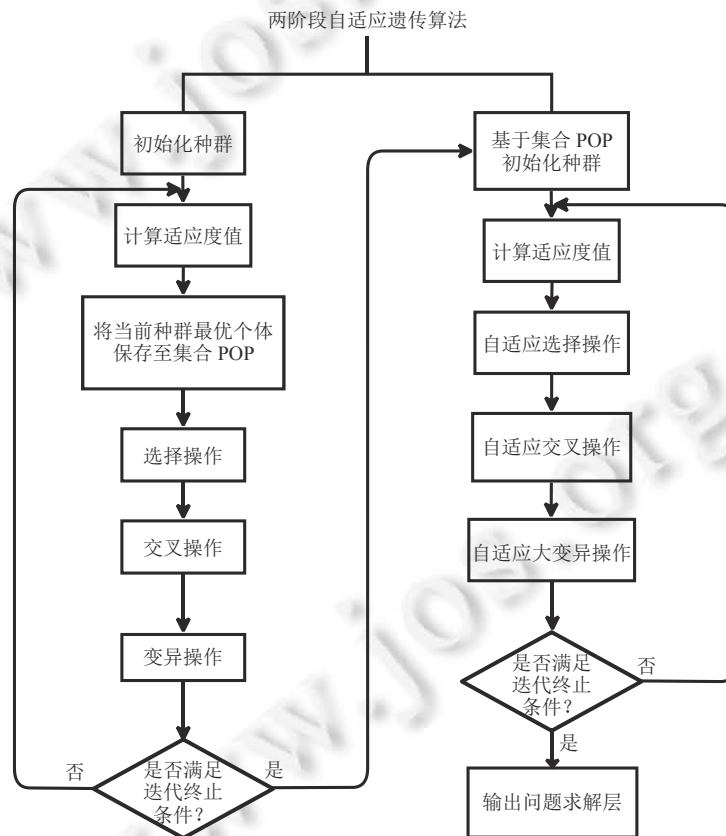 两阶段自适应遗传算法
初始化种群
计算适应度值
将当前种群最优个体
保存至集合 POP
选择操作
交叉操作
变异操作
是否满足
迭代终止
条件?
否
是
基于集合 POP
初始化种群
计算适应度值
自适应选择操作
自适应交叉操作
自适应大变异操作
是否满足
迭代终止
条件?
否
是
输出问题求解层